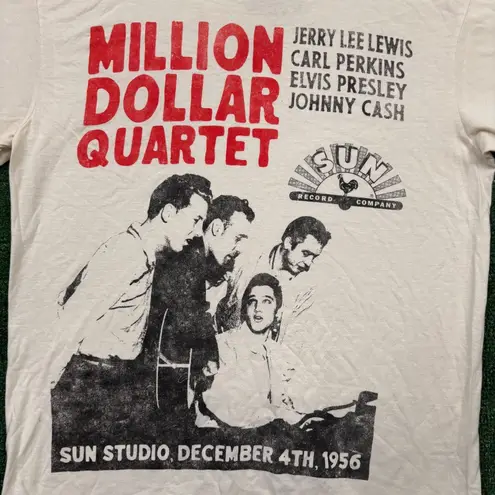 MILLION
DOLLAR
QUARTET
JERRY LEE LEWIS
CARL PERKINS
ELVIS PRESLEY
JOHNNY CASH
SUN
RECORD COMPANY
SUN STUDIO, DECEMBER 4TH, 1956